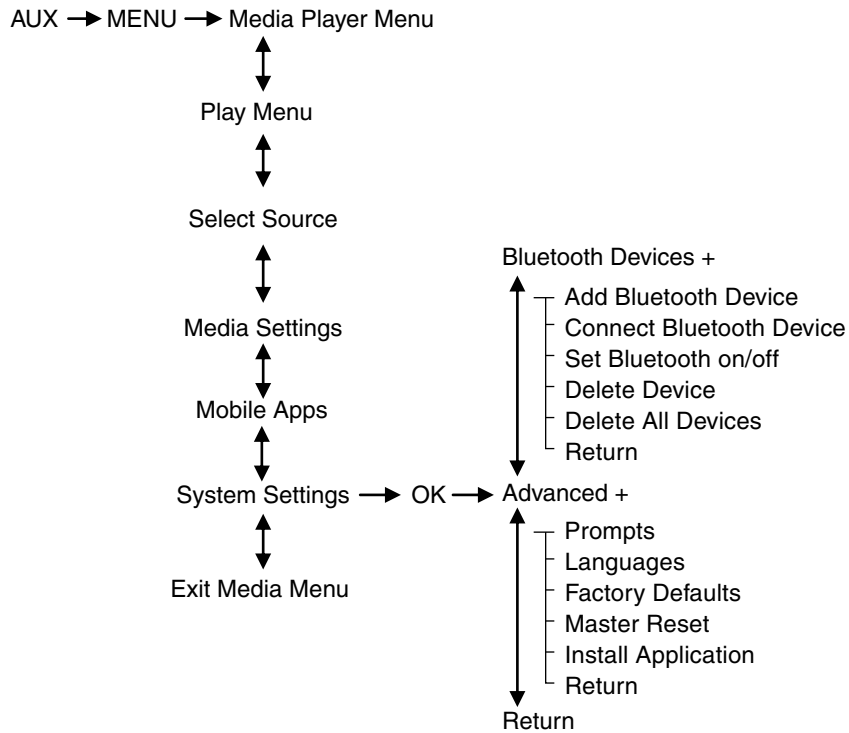 AUX MENU Media Player Menu
Play Menu
Select Source
Media Settings
Mobile Apps
System Settings OK Advanced +
Exit Media Menu
Bluetooth Devices +
Add Bluetooth Device
Connect Bluetooth Device
Set Bluetooth on/off
Delete Device
Delete All Devices
Return
Prompts
Languages
Factory Defaults
Master Reset
Install Application
Return
Return